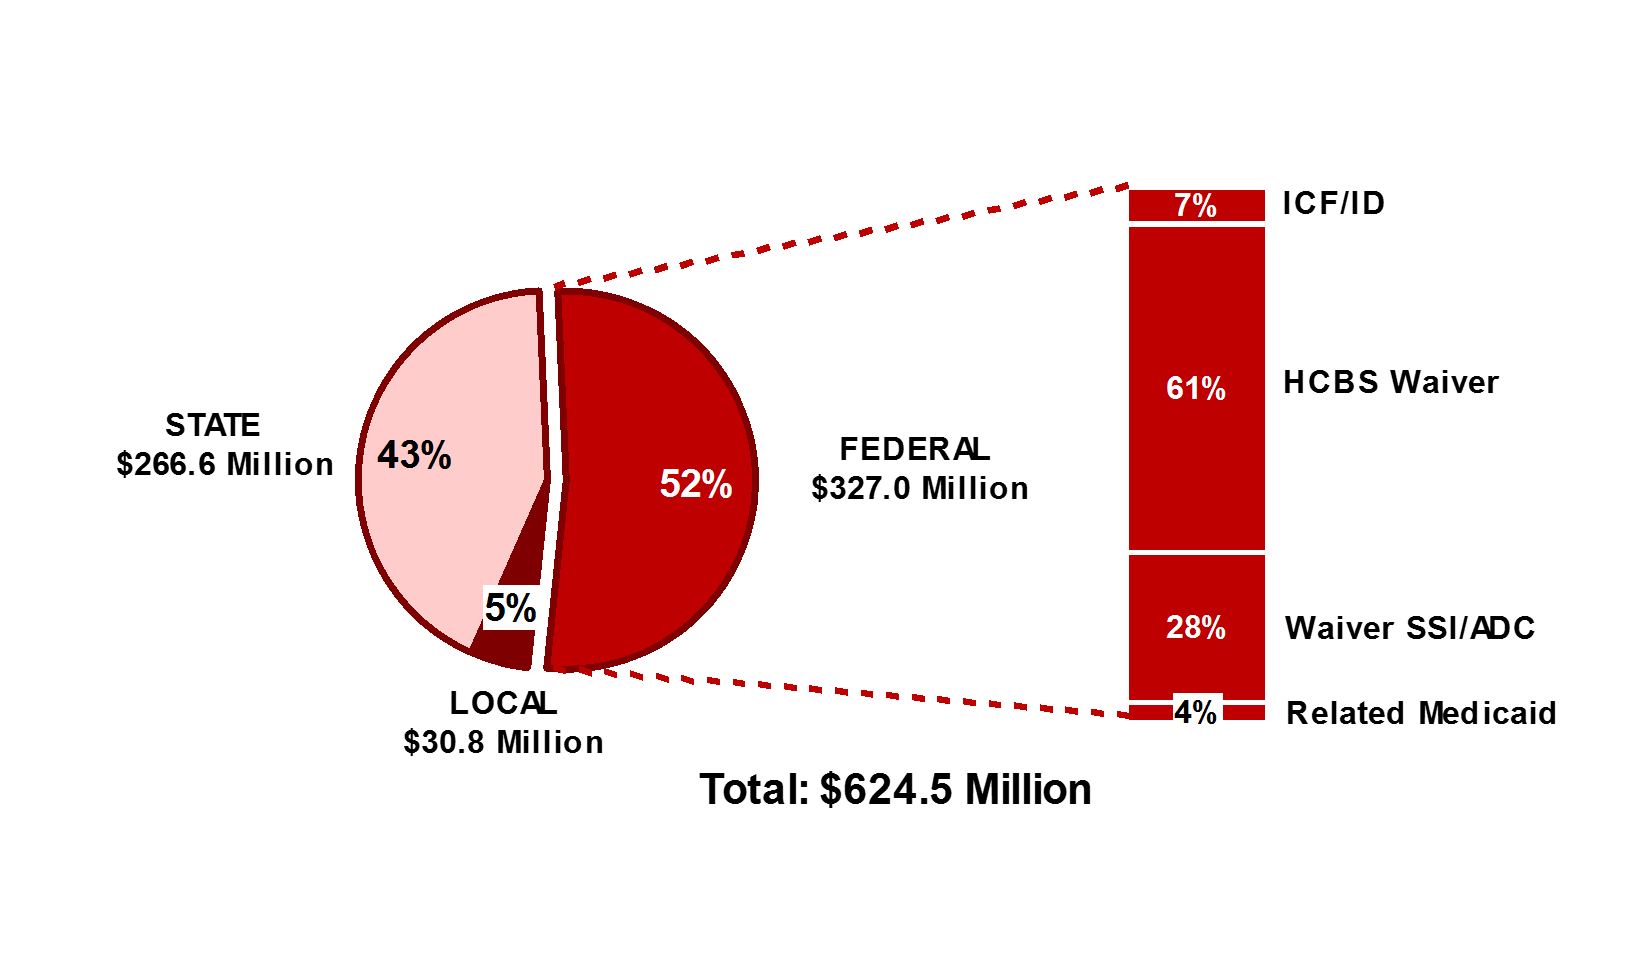 7%
ICF/ID
61%
HCBS Waiver
STATE
$266.6 Million
43%
52%
FEDERAL
$327.0 Million
5%
28%
Waiver SSI/ADC
LOCAL
$30.8 Million
4%
Related Medicaid
Total: $624.5 Million